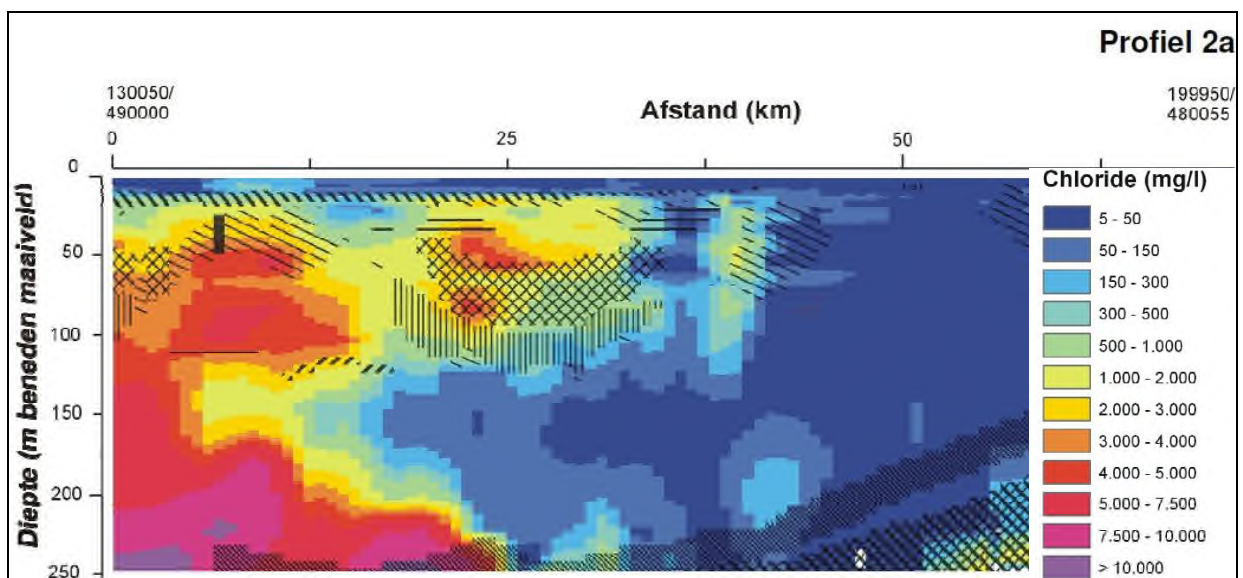 Profiel 2a
130050/
490000
Afstand (km)
199950/
480055
0
25
50
Diepte (m beneden maaiveld)
0
50
100
150
200
250
Chloride (mg/l)
5 - 50
50 - 150
150 - 300
300 - 500
500 - 1.000
1.000 - 2.000
2.000 - 3.000
3.000 - 4.000
4.000 - 5.000
5.000 - 7.500
7.500 - 10.000
> 10.000